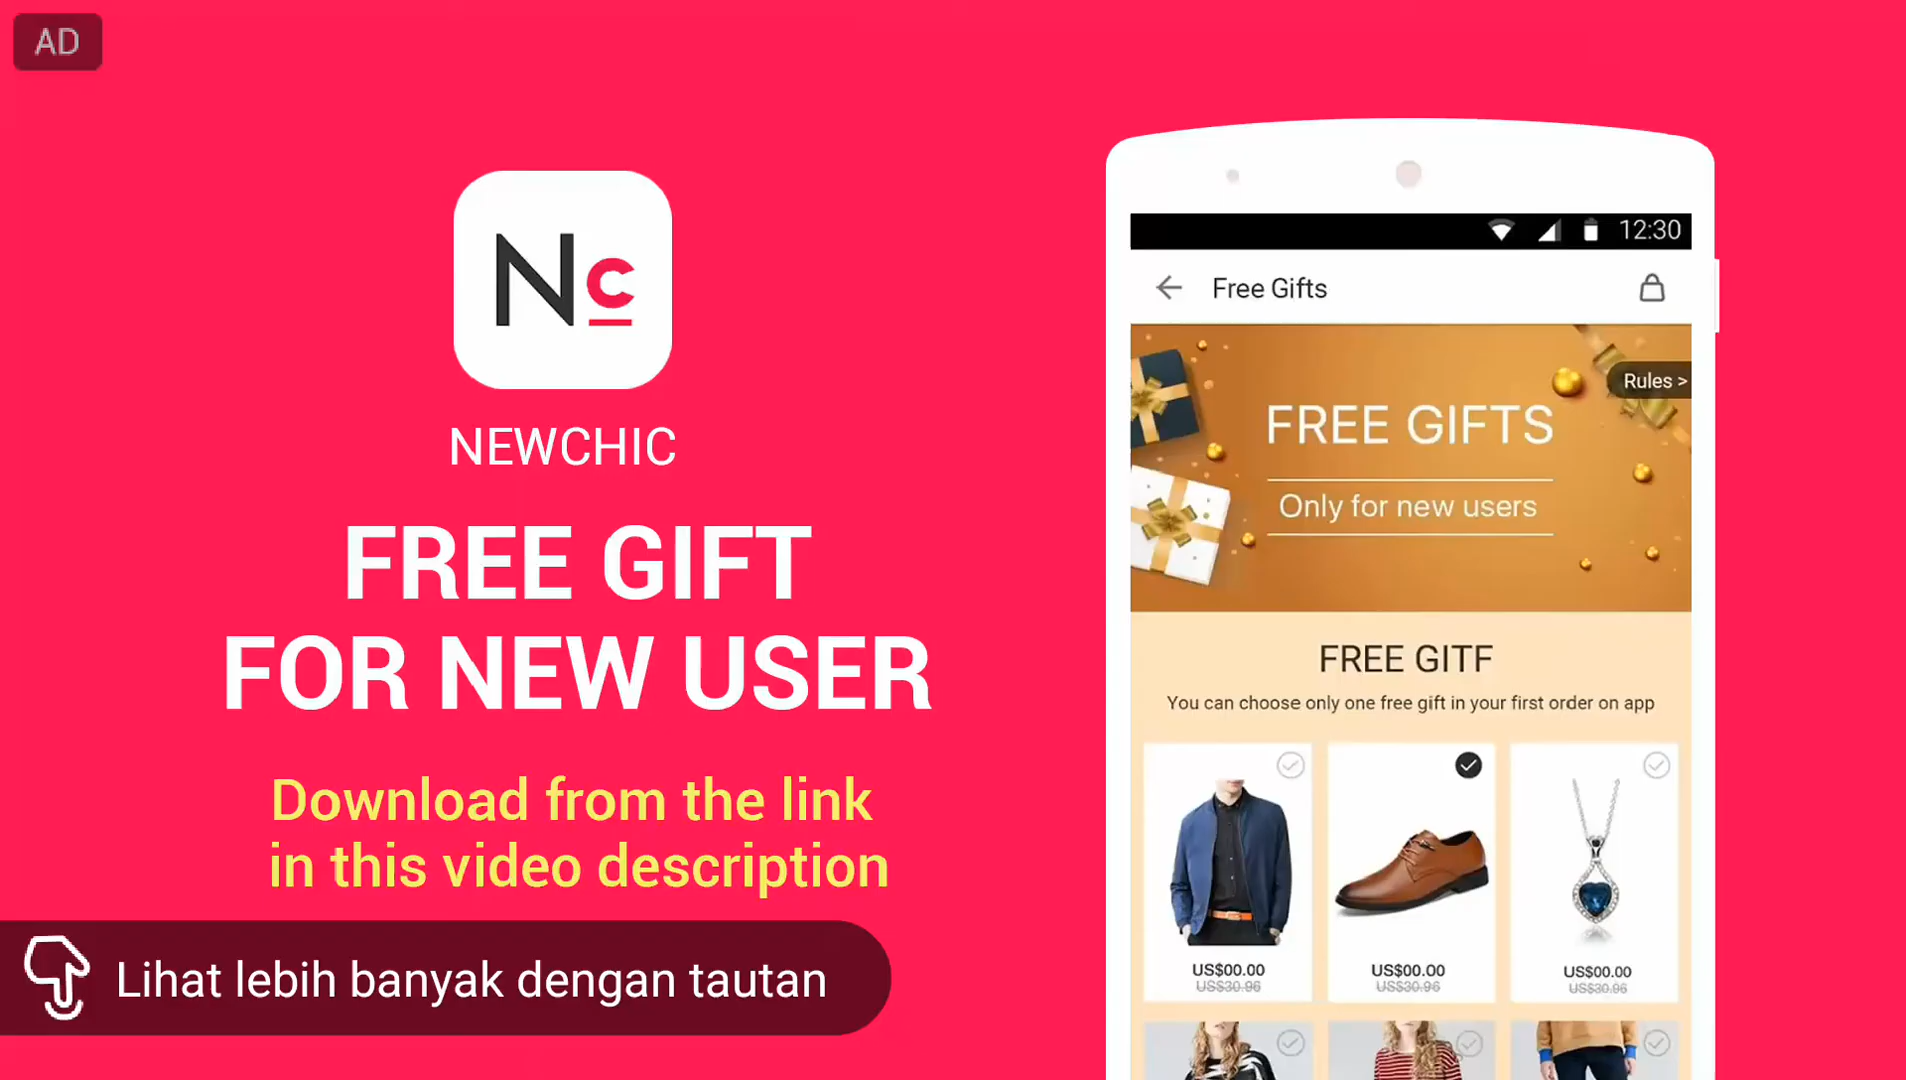 AD
Nc
NEWCHIC
FREE GIFT
FOR NEW USER
Download from the link
in this video description
Lihat lebih banyak dengan tautan
12:30
Free Gifts
Rules >
FREE GIFTS
Only for new users
FREE GITF
You can choose only one free gift in your first order on app
US$00.00 US$00.00 US$00.00
US$30.96 US$30.96 US$30.96